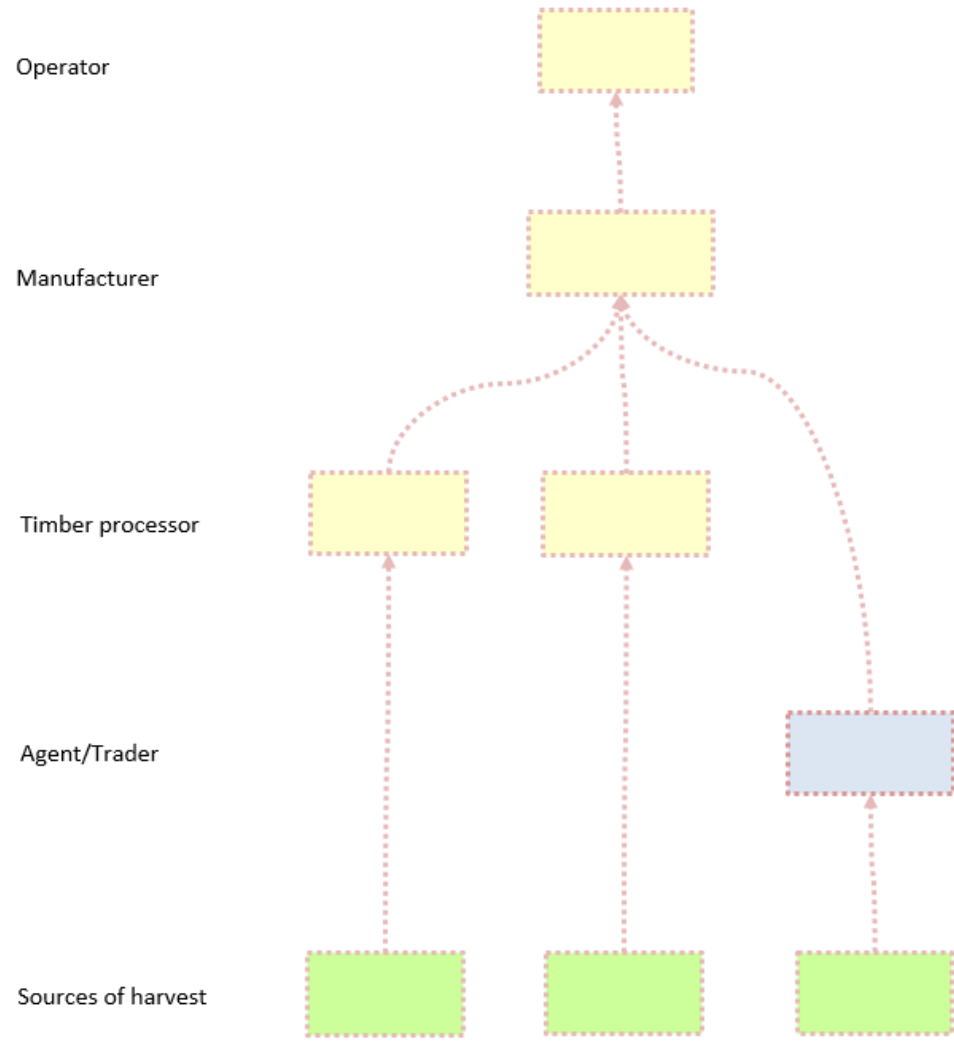 Operator
Manufacturer
Timber processor
Agent/Trader
Sources of harvest